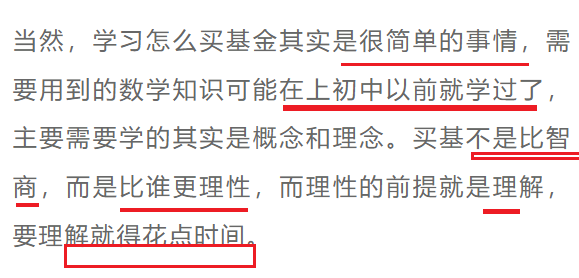 当然，学习怎么买基金其实是很简单的事情，需
要用到的数学知识可能在上初中以前就学过了，
主要需要学的其实是概念和理念。买基不是比智
商，而是比谁更理性，而理性的前提就是理解，
要理解就得花点时间。